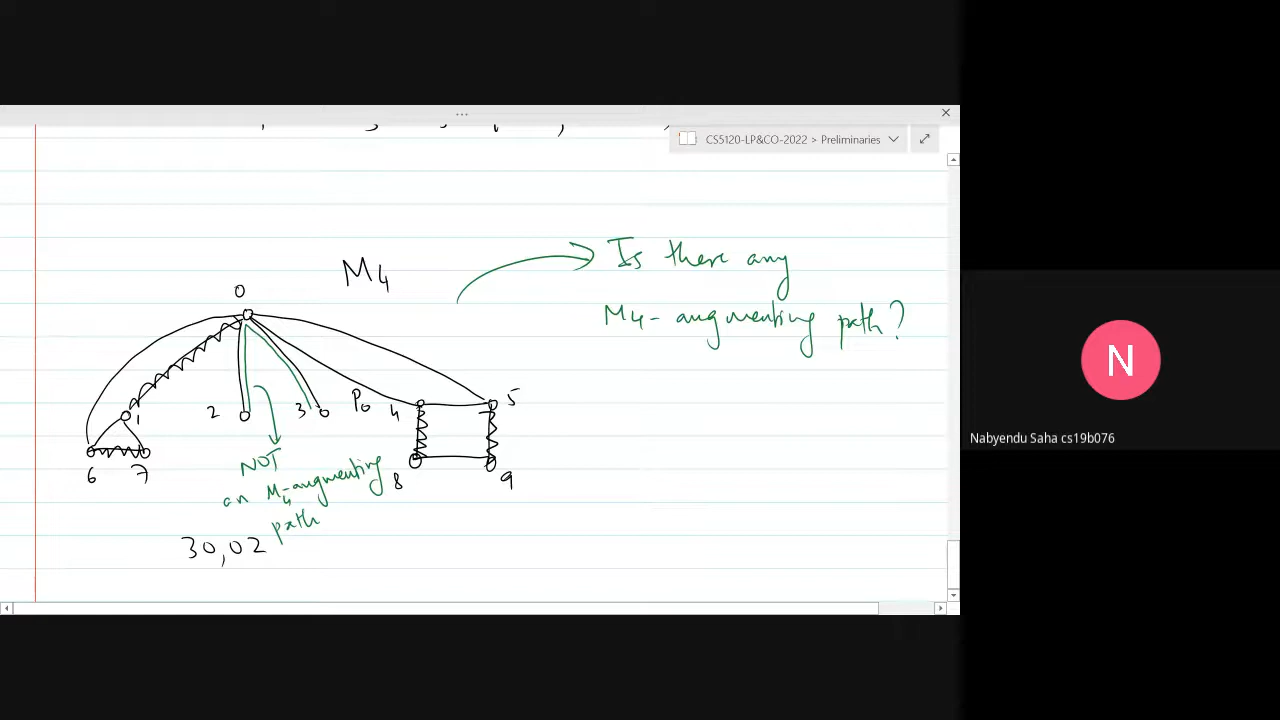 CS5120-LP&CO-2022 > Preliminaries
M4
Is there any
M4-augmenting path?
0
1
2
3
P0
4
5
6
7
8
9
NOT
an M4-augmenting
path
30,02
Nabyendu Saha cs19b076
N